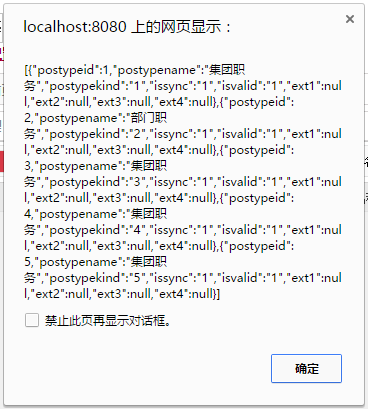 localhost:8080 上的网页显示：
[{"postypeid":1,"postypename":"集团职
务","postypekind":"1","issync":"1","isvalid":"1","ext1":nul
l,"ext2":null,"ext3":null,"ext4":null},{"postypeid":
2,"postypename":"部门职
务","postypekind":"2","issync":"1","isvalid":"1","ext1":nul
l,"ext2":null,"ext3":null,"ext4":null},{"postypeid":
3,"postypename":"集团职
务","postypekind":"3","issync":"1","isvalid":"1","ext1":nul
l,"ext2":null,"ext3":null,"ext4":null},{"postypeid":
4,"postypename":"集团职
务","postypekind":"4","issync":"1","isvalid":"1","ext1":nul
l,"ext2":null,"ext3":null,"ext4":null},{"postypeid":
5,"postypename":"集团职
务","postypekind":"5","issync":"1","isvalid":"1","ext1":nul
l,"ext2":null,"ext3":null,"ext4":null}]
禁止此页再显示对话框。
确定